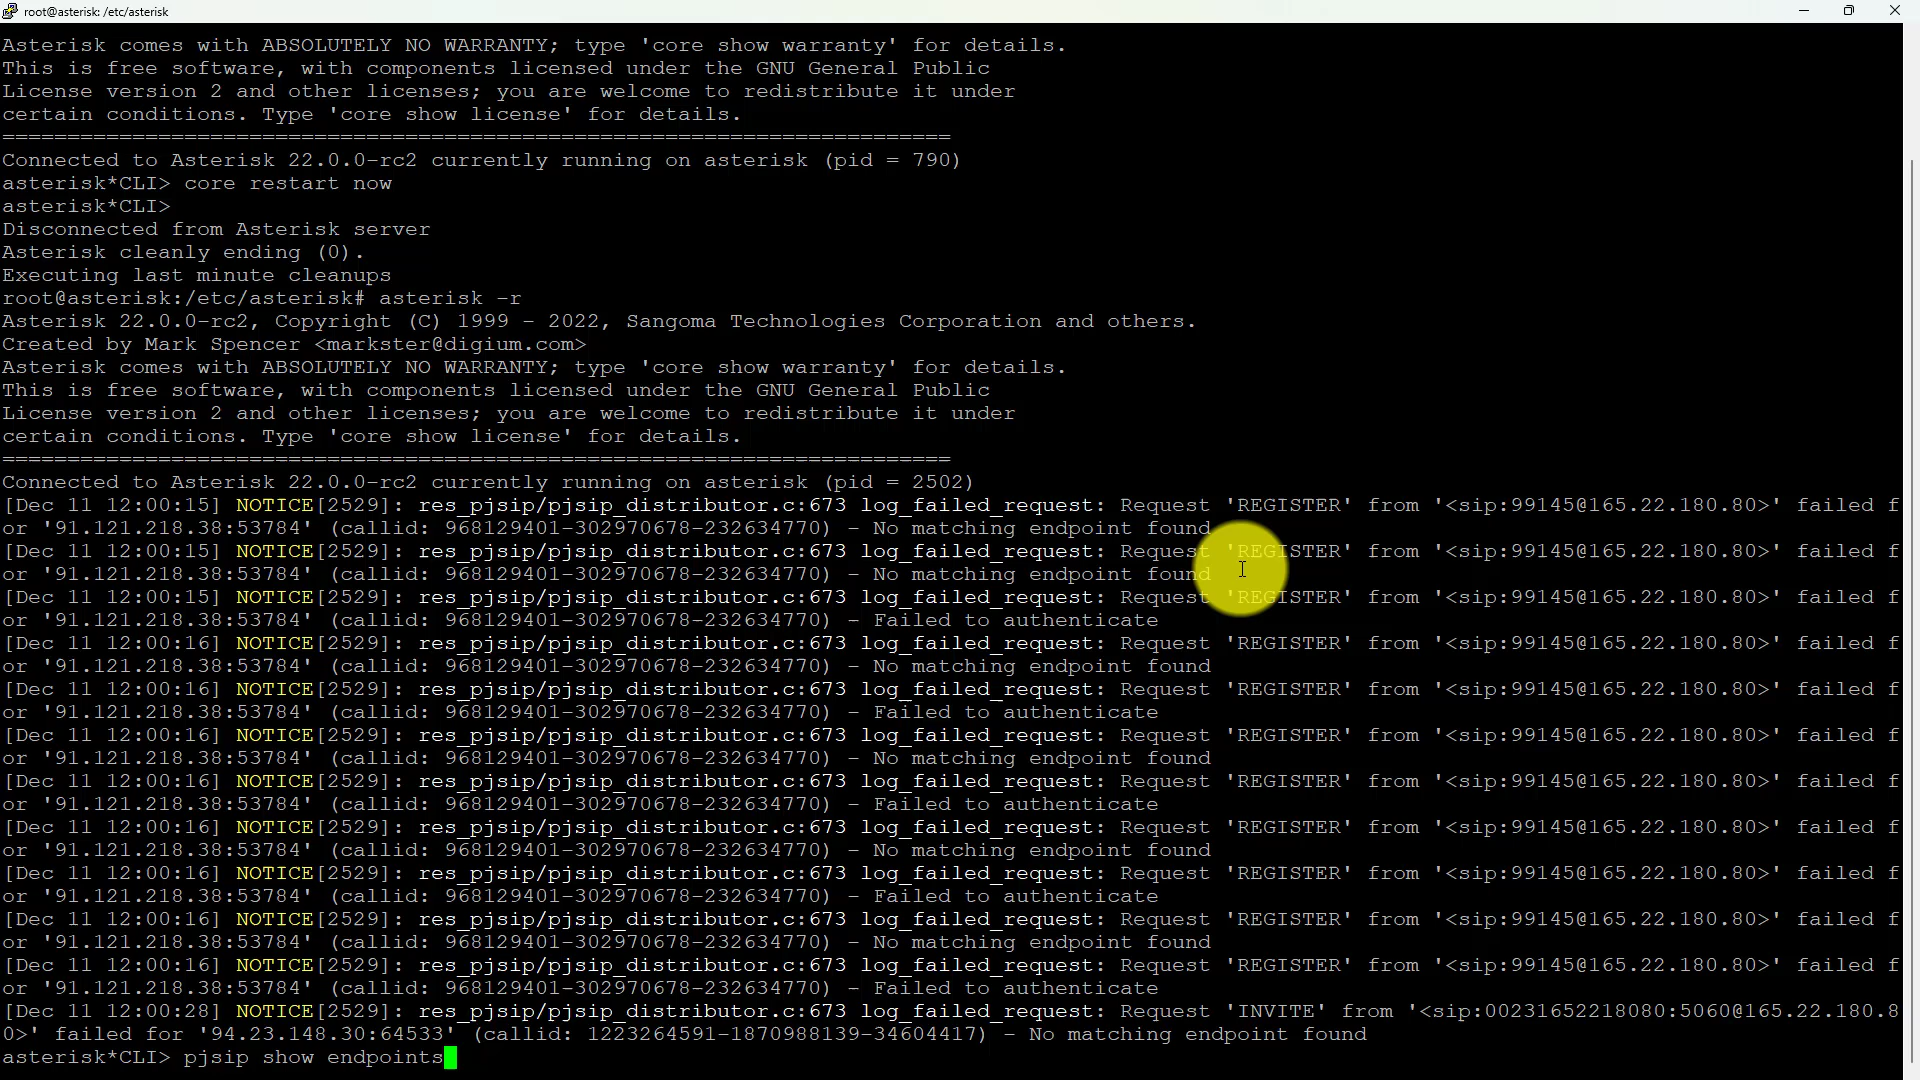 root@asterisk: /etc/asterisk
Asterisk comes with ABSOLUTELY NO WARRANTY; type 'core show warranty' for details.
This is free software, with components licensed under the GNU General Public
License version 2 and other licenses; you are welcome to redistribute it under
certain conditions. Type 'core show license' for details.
=========================================================================
Connected to Asterisk 22.0.0-rc2 currently running on asterisk (pid = 790)
asterisk*CLI> core restart now
asterisk*CLI>
Disconnected from Asterisk server
Asterisk cleanly ending (0).
Executing last minute cleanups
root@asterisk:/etc/asterisk# asterisk -r
Asterisk 22.0.0-rc2, Copyright (C) 1999 - 2022, Sangoma Technologies Corporation and others.
Created by Mark Spencer <markster@digium.com>
Asterisk comes with ABSOLUTELY NO WARRANTY; type 'core show warranty' for details.
This is free software, with components licensed under the GNU General Public
License version 2 and other licenses; you are welcome to redistribute it under
certain conditions. Type 'core show license' for details.
=========================================================================
Connected to Asterisk 22.0.0-rc2 currently running on asterisk (pid = 2502)
[Dec 11 12:00:15] NOTICE[2529]: res_pjsip/pjsip_distributor.c:673 log_failed_request: Request 'REGISTER' from '<sip:99145@165.22.180.80>' failed f
or '91.121.218.38:53784' (callid: 968129401-302970678-232634770) - No matching endpoint found
[Dec 11 12:00:15] NOTICE[2529]: res_pjsip/pjsip_distributor.c:673 log_failed_request: Request 'REGISTER' from '<sip:99145@165.22.180.80>' failed f
or '91.121.218.38:53784' (callid: 968129401-302970678-232634770) - No matching endpoint found
[Dec 11 12:00:15] NOTICE[2529]: res_pjsip/pjsip_distributor.c:673 log_failed_request: Request 'REGISTER' from '<sip:99145@165.22.180.80>' failed f
or '91.121.218.38:53784' (callid: 968129401-302970678-232634770) - Failed to authenticate
[Dec 11 12:00:16] NOTICE[2529]: res_pjsip/pjsip_distributor.c:673 log_failed_request: Request 'REGISTER' from '<sip:99145@165.22.180.80>' failed f
or '91.121.218.38:53784' (callid: 968129401-302970678-232634770) - No matching endpoint found
[Dec 11 12:00:16] NOTICE[2529]: res_pjsip/pjsip_distributor.c:673 log_failed_request: Request 'REGISTER' from '<sip:99145@165.22.180.80>' failed f
or '91.121.218.38:53784' (callid: 968129401-302970678-232634770) - Failed to authenticate
[Dec 11 12:00:16] NOTICE[2529]: res_pjsip/pjsip_distributor.c:673 log_failed_request: Request 'REGISTER' from '<sip:99145@165.22.180.80>' failed f
or '91.121.218.38:53784' (callid: 968129401-302970678-232634770) - No matching endpoint found
[Dec 11 12:00:16] NOTICE[2529]: res_pjsip/pjsip_distributor.c:673 log_failed_request: Request 'REGISTER' from '<sip:99145@165.22.180.80>' failed f
or '91.121.218.38:53784' (callid: 968129401-302970678-232634770) - Failed to authenticate
[Dec 11 12:00:16] NOTICE[2529]: res_pjsip/pjsip_distributor.c:673 log_failed_request: Request 'REGISTER' from '<sip:99145@165.22.180.80>' failed f
or '91.121.218.38:53784' (callid: 968129401-302970678-232634770) - No matching endpoint found
[Dec 11 12:00:16] NOTICE[2529]: res_pjsip/pjsip_distributor.c:673 log_failed_request: Request 'REGISTER' from '<sip:99145@165.22.180.80>' failed f
or '91.121.218.38:53784' (callid: 968129401-302970678-232634770) - Failed to authenticate
[Dec 11 12:00:16] NOTICE[2529]: res_pjsip/pjsip_distributor.c:673 log_failed_request: Request 'REGISTER' from '<sip:99145@165.22.180.80>' failed f
or '91.121.218.38:53784' (callid: 968129401-302970678-232634770) - No matching endpoint found
[Dec 11 12:00:16] NOTICE[2529]: res_pjsip/pjsip_distributor.c:673 log_failed_request: Request 'REGISTER' from '<sip:99145@165.22.180.80>' failed f
or '91.121.218.38:53784' (callid: 968129401-302970678-232634770) - Failed to authenticate
[Dec 11 12:00:28] NOTICE[2529]: res_pjsip/pjsip_distributor.c:673 log_failed_request: Request 'INVITE' from '<sip:00231652218080:5060@165.22.180.8
0>' failed for '94.23.148.30:64533' (callid: 1223264591-1870988139-34604417) - No matching endpoint found
asterisk*CLI> pjsip show endpoints